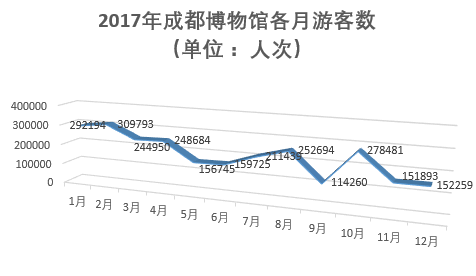 2017年成都博物馆各月游客数
(单位：人次)
400000
300000
200000
100000
0
292194
309793
244950
248684
156745
159725
211439
252694
114260
278481
151893
152259
1月
2月
3月
4月
5月
6月
7月
8月
9月
10月
11月
12月